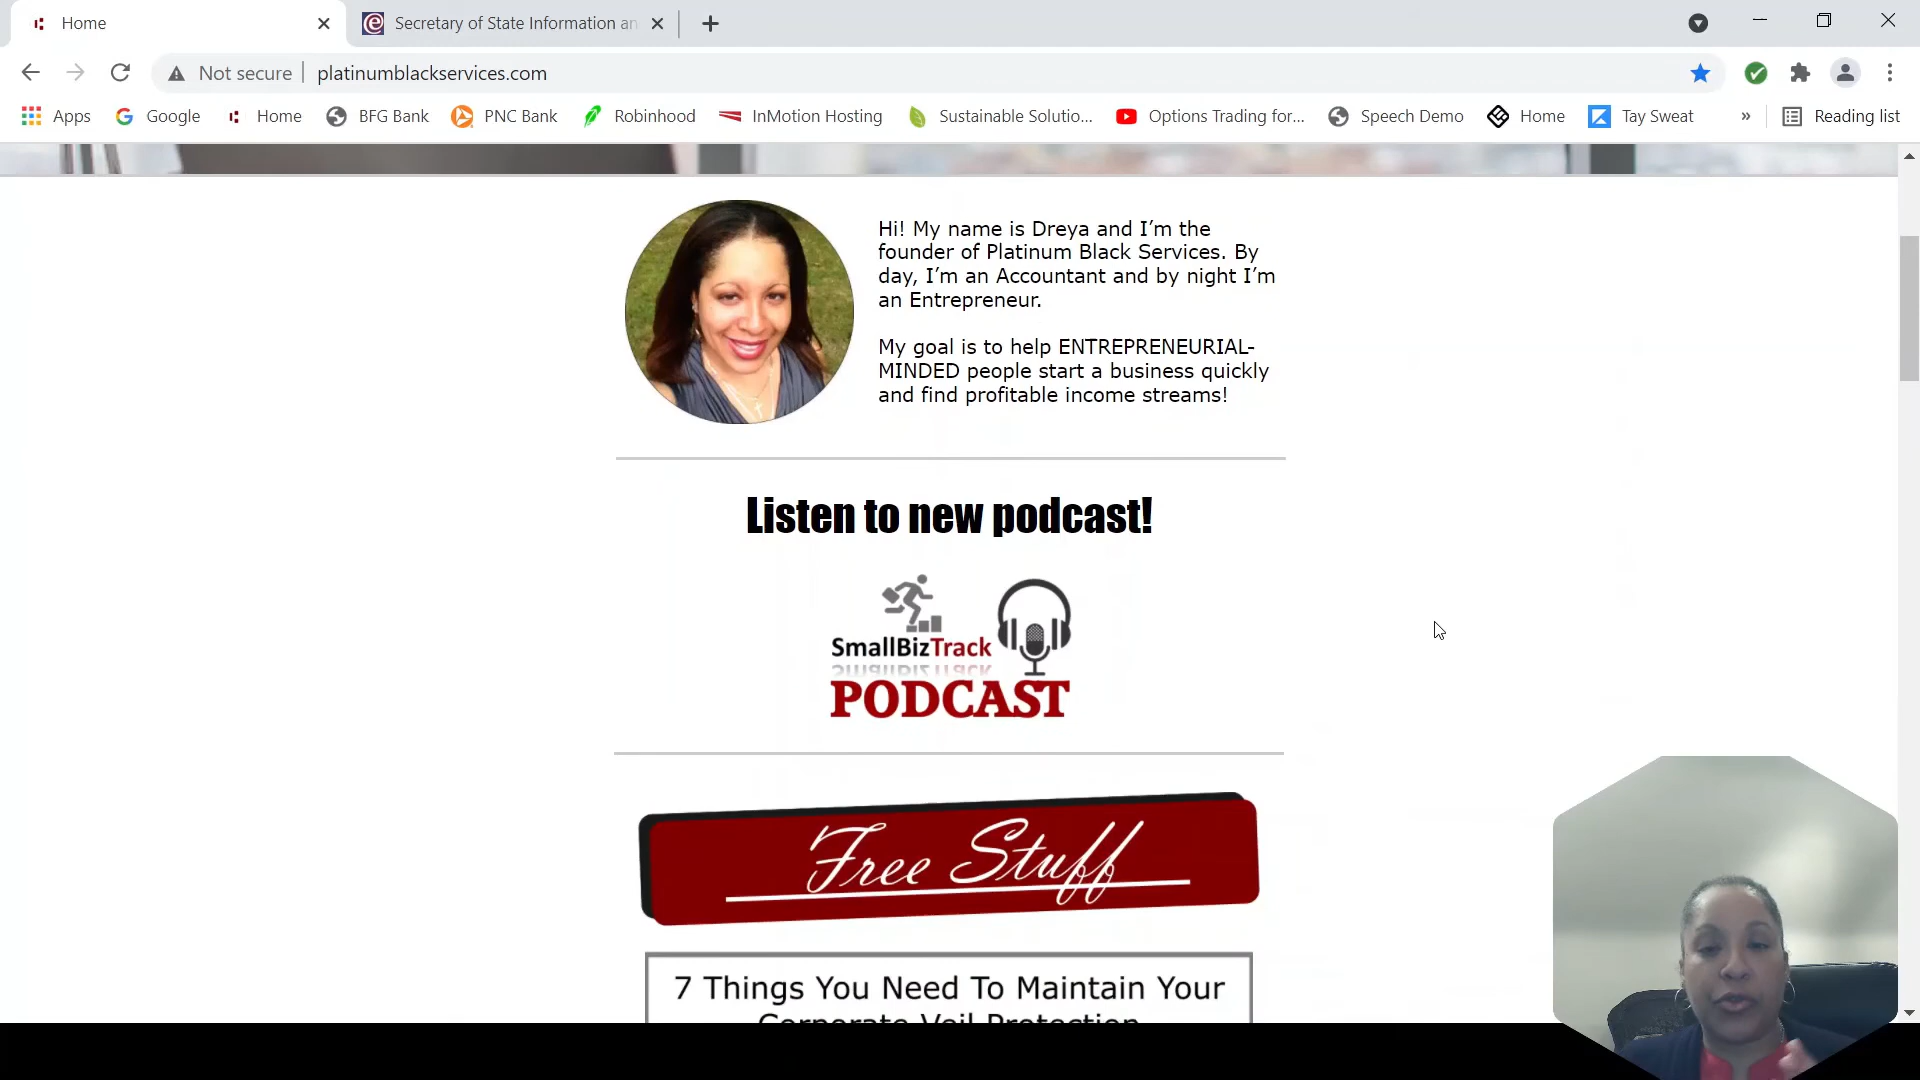 Home
Secretary of State Information an
Not secure
platinumblackservices.com
Apps
Google
Home
BFG Bank
PNC Bank
Robinhood
InMotion Hosting
Sustainable Solutio...
Options Trading for...
Speech Demo
Home
Tay Sweat
»
Reading list
Hi! My name is Dreya and I’m the
founder of Platinum Black Services. By
day, I’m an Accountant and by night I’m
an Entrepreneur.
My goal is to help ENTREPRENEURIAL-
MINDED people start a business quickly
and find profitable income streams!
Listen to new podcast!
SmallBizTrack
PODCAST
Free Stuff
7 Things You Need To Maintain Your
Corporate Veil Protection